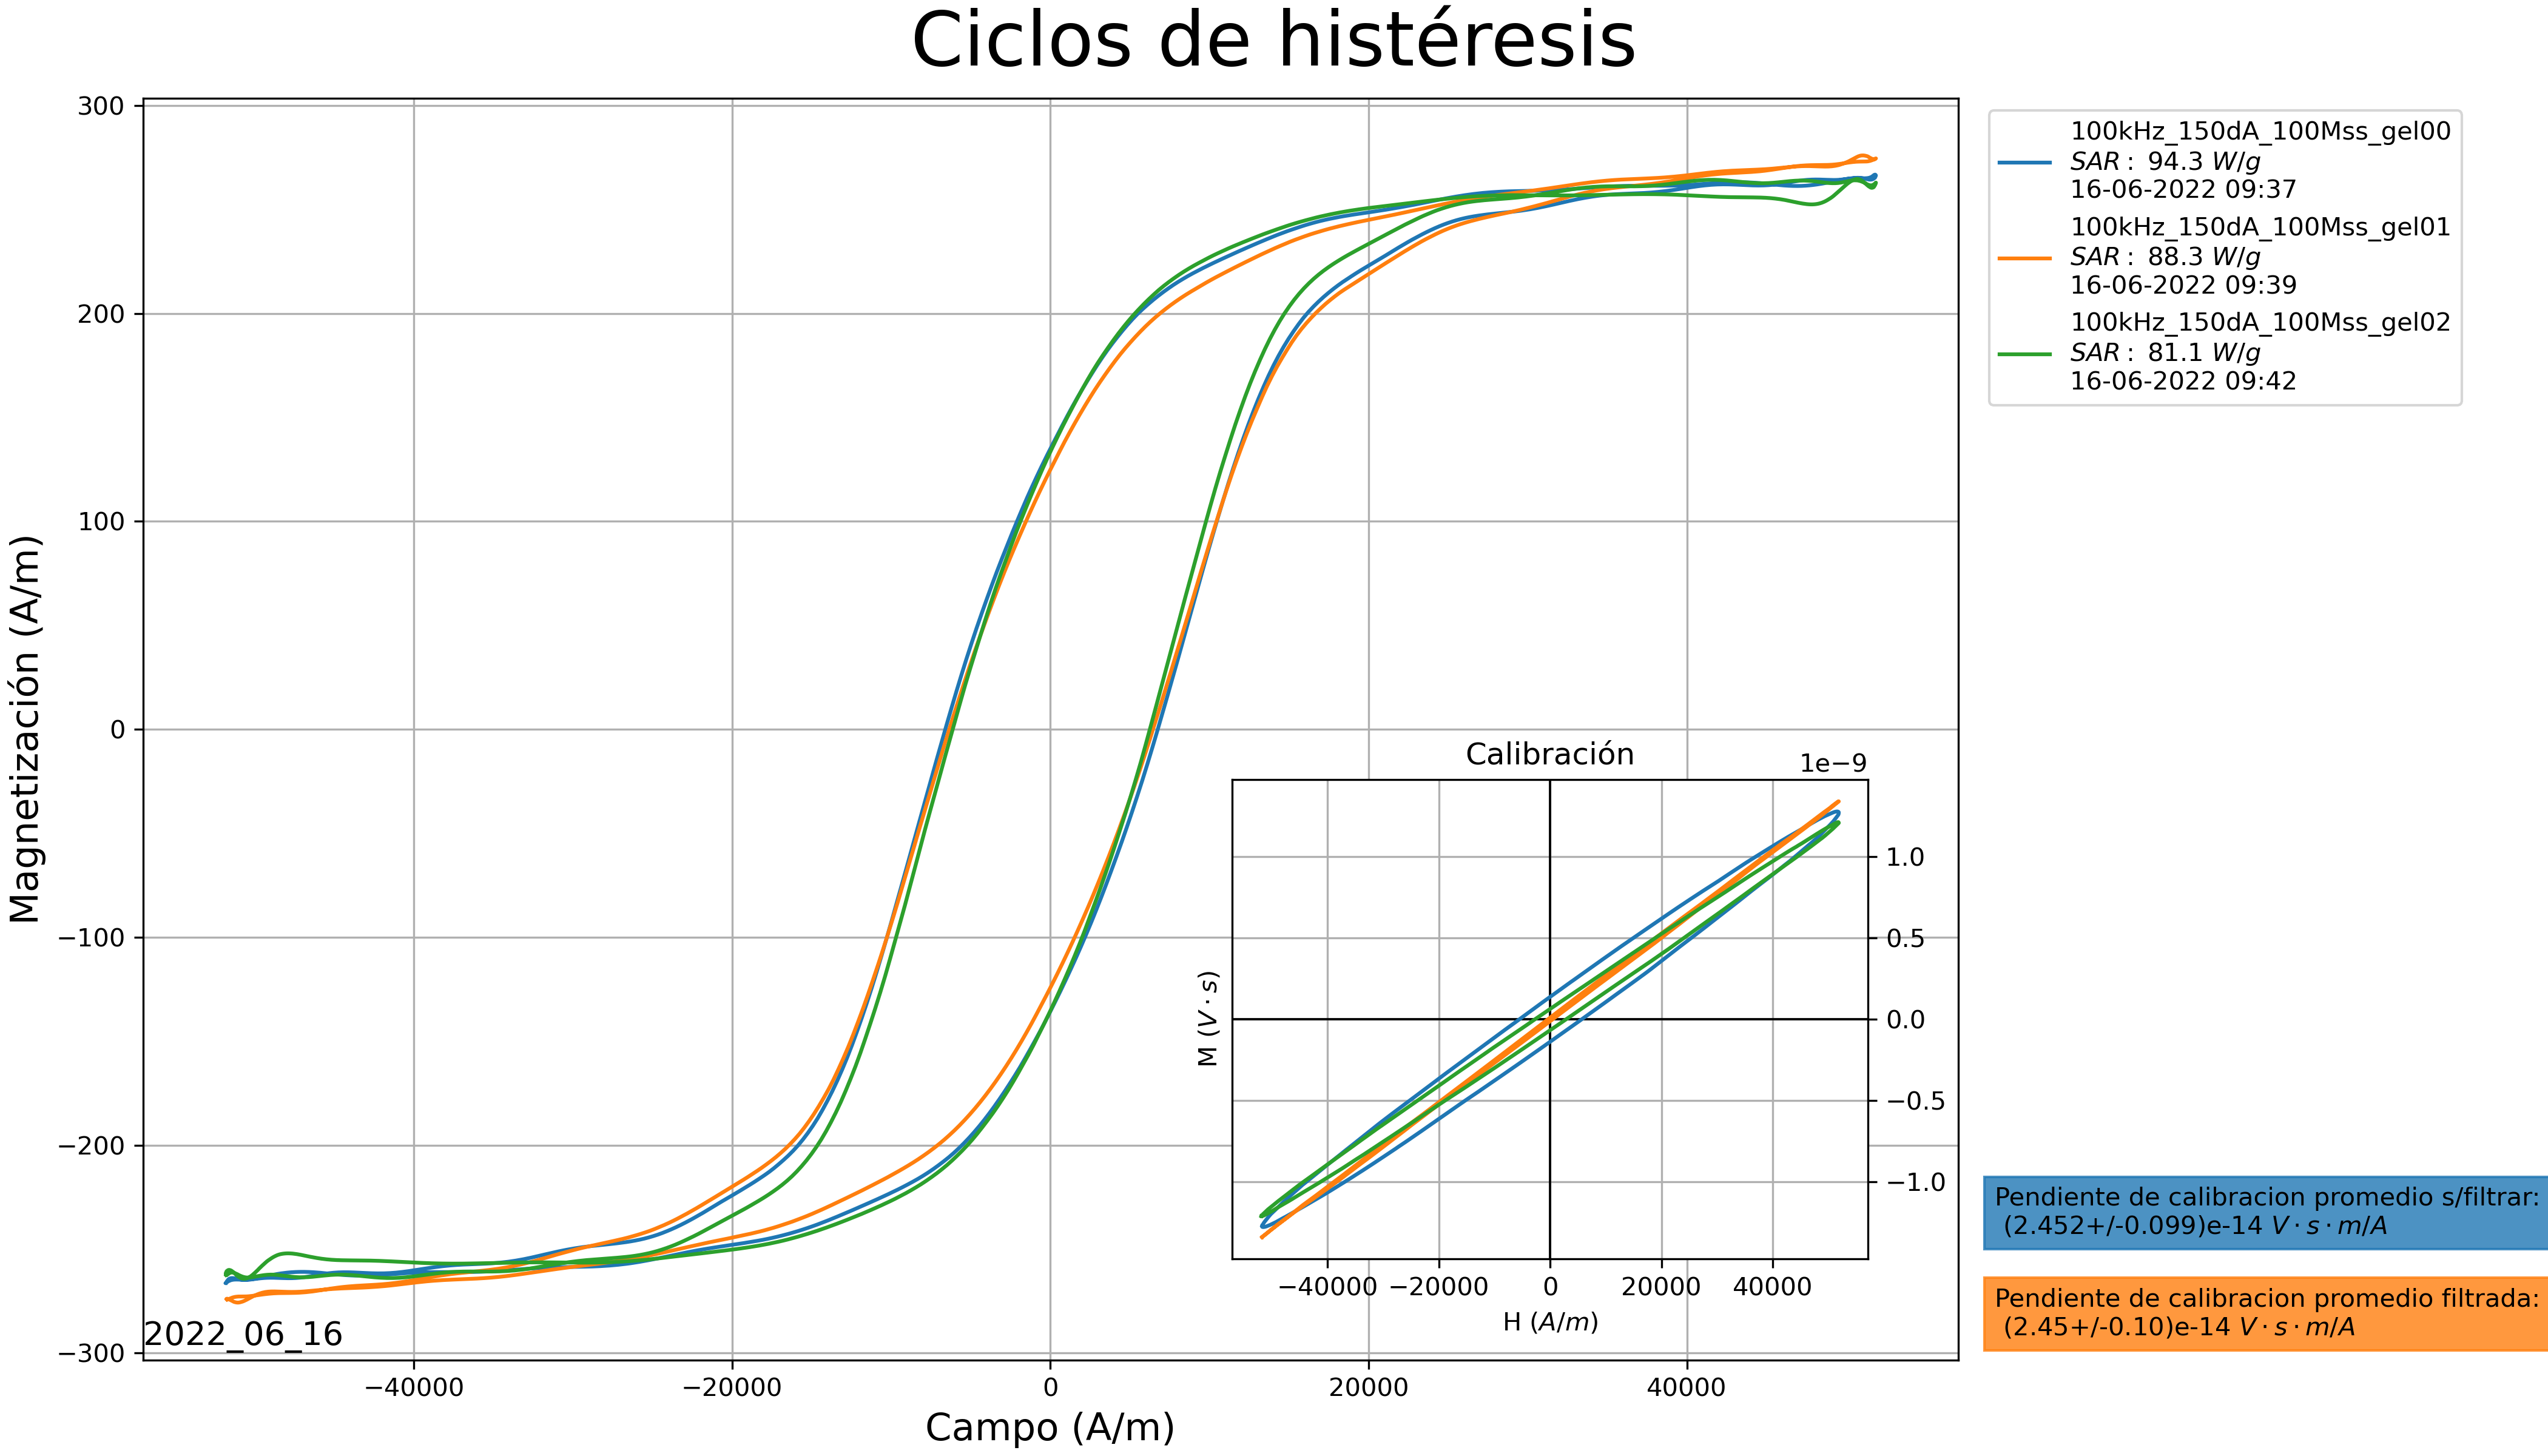 Ciclos de histéresis
300
200
100
0
−100
−200
−300
Magnetización (A/m)
−40000
−20000
0
20000
40000
Campo (A/m)
2022_06_16
100kHz_150dA_100Mss_gel00
SAR : 94.3 W/g
16-06-2022 09:37
100kHz_150dA_100Mss_gel01
SAR : 88.3 W/g
16-06-2022 09:39
100kHz_150dA_100Mss_gel02
SAR : 81.1 W/g
16-06-2022 09:42
Calibración
1e−9
1.0
0.5
0.0
−0.5
−1.0
M (V · s)
−40000
−20000
0
20000
40000
H (A/m)
Pendiente de calibracion promedio s/filtrar:
(2.452+/-0.099)e-14 V · s · m/A
Pendiente de calibracion promedio filtrada:
(2.45+/-0.10)e-14 V · s · m/A